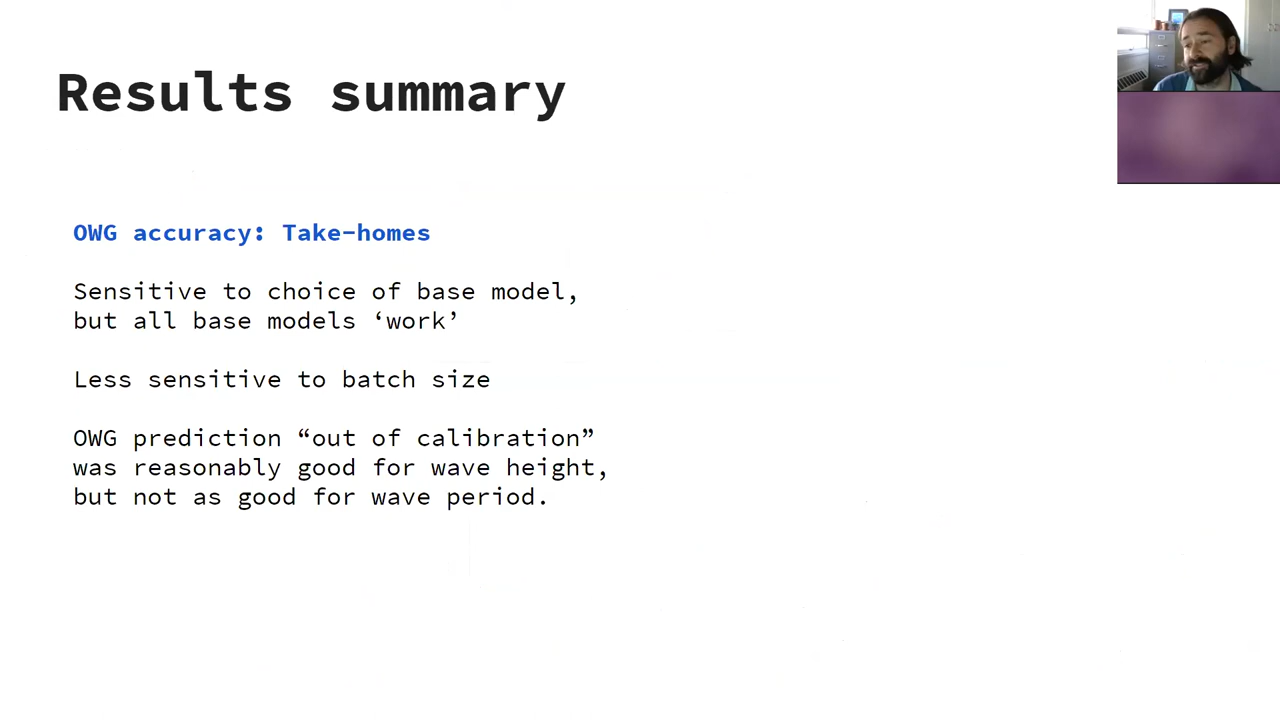 Results summary
OWG accuracy: Take-homes
Sensitive to choice of base model,
but all base models ‘work’
Less sensitive to batch size
OWG prediction “out of calibration”
was reasonably good for wave height,
but not as good for wave period.